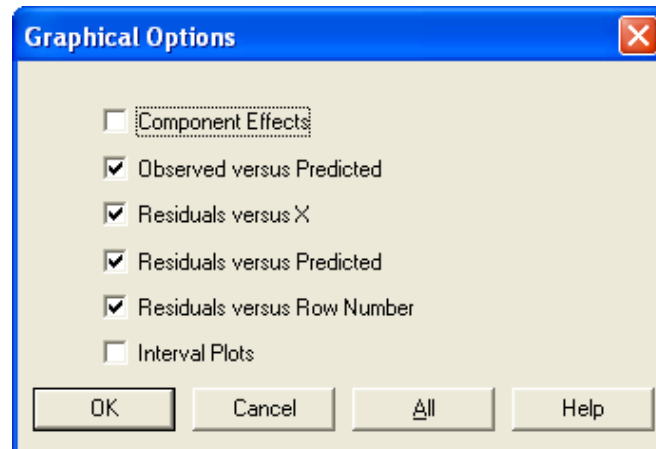 Graphical Options
Component Effects
Observed versus Predicted
Residuals versus X
Residuals versus Predicted
Residuals versus Row Number
Interval Plots
OK Cancel All Help